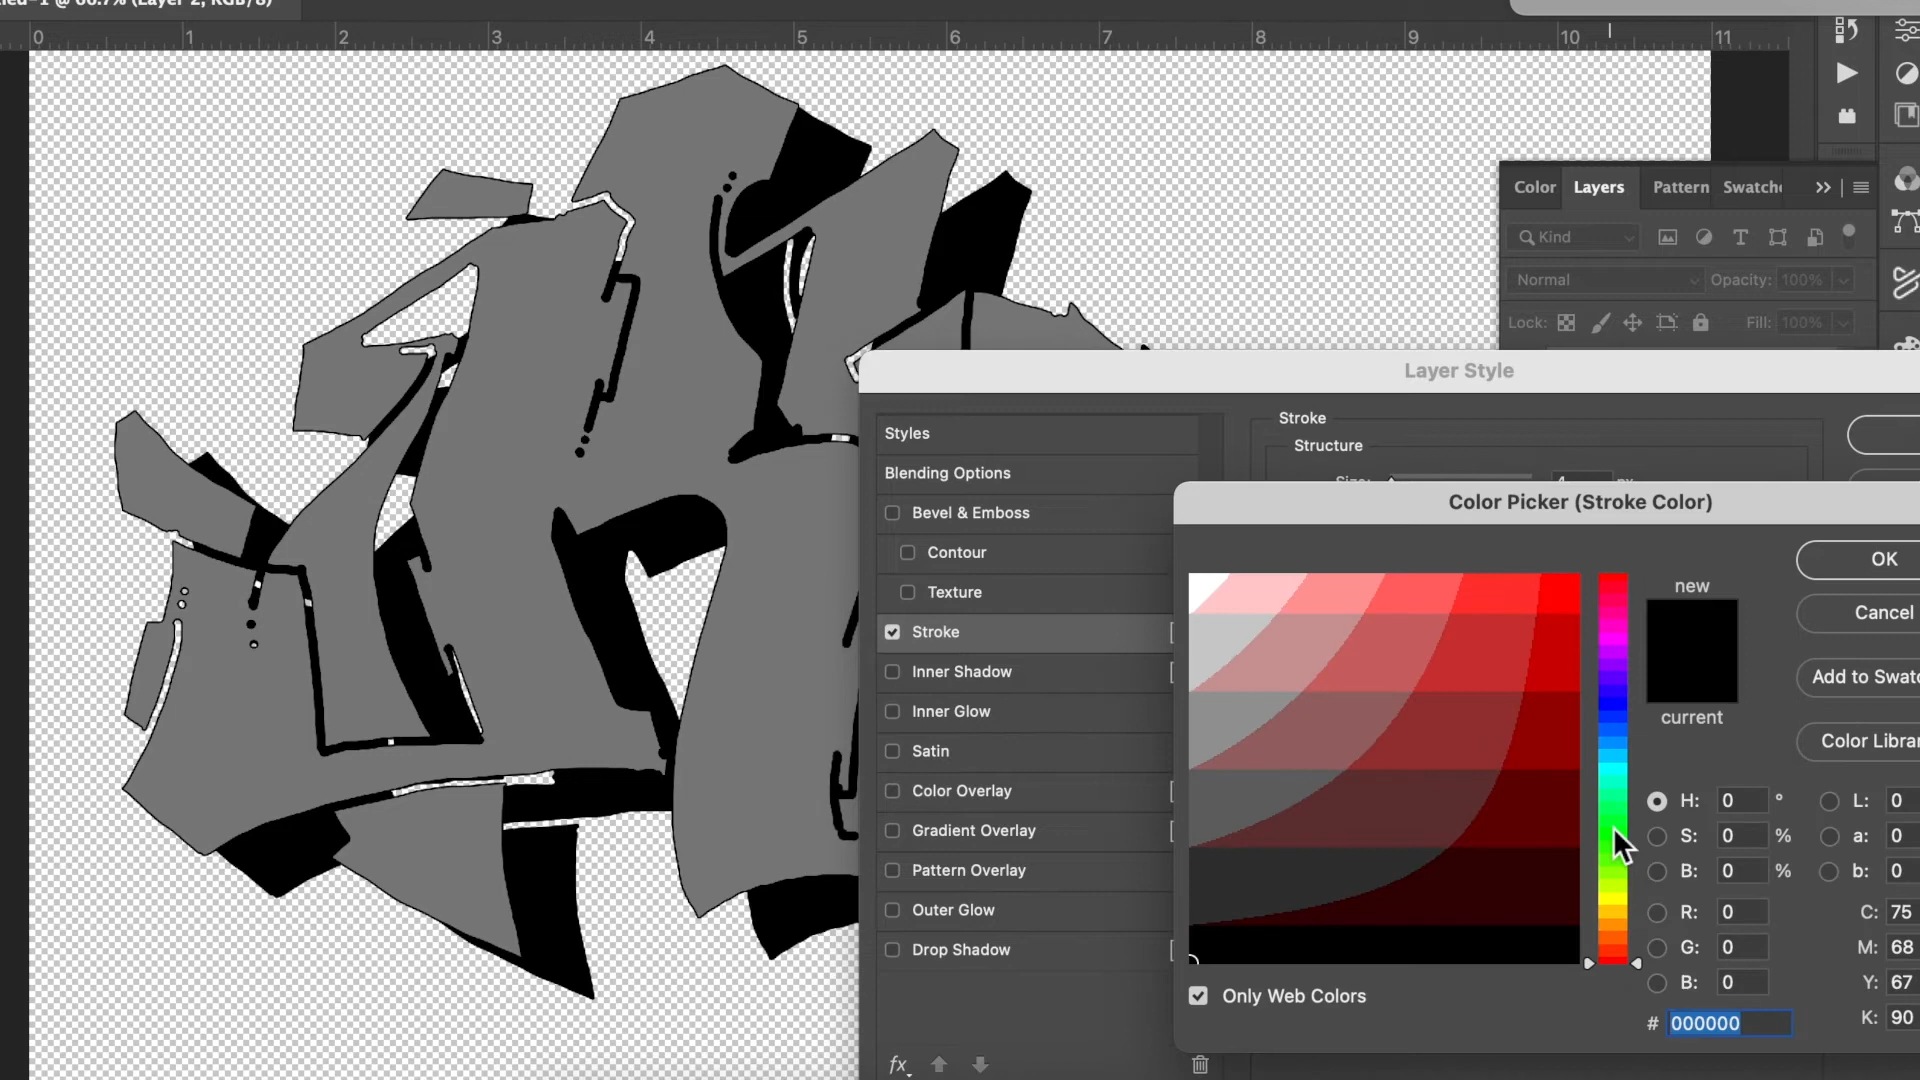 0 1 2 3 4 5 6 7 8 9 10 11
Color Layers Pattern Swatche
Kind
Normal Opacity: 100%
Lock: Fill: 100%
Layer Style
Styles
Blending Options
Bevel & Emboss
Contour
Texture
Stroke
Inner Shadow
Inner Glow
Satin
Color Overlay
Gradient Overlay
Pattern Overlay
Outer Glow
Drop Shadow
fx
Stroke
Structure
Color Picker (Stroke Color)
new
current
OK
Cancel
Add to Swatc
Color Librar
H: 0 °
S: 0 %
B: 0 %
R: 0
G: 0
B: 0
# 000000
L: 0
a: 0
b: 0
C: 75
M: 68
Y: 67
K: 90
Only Web Colors